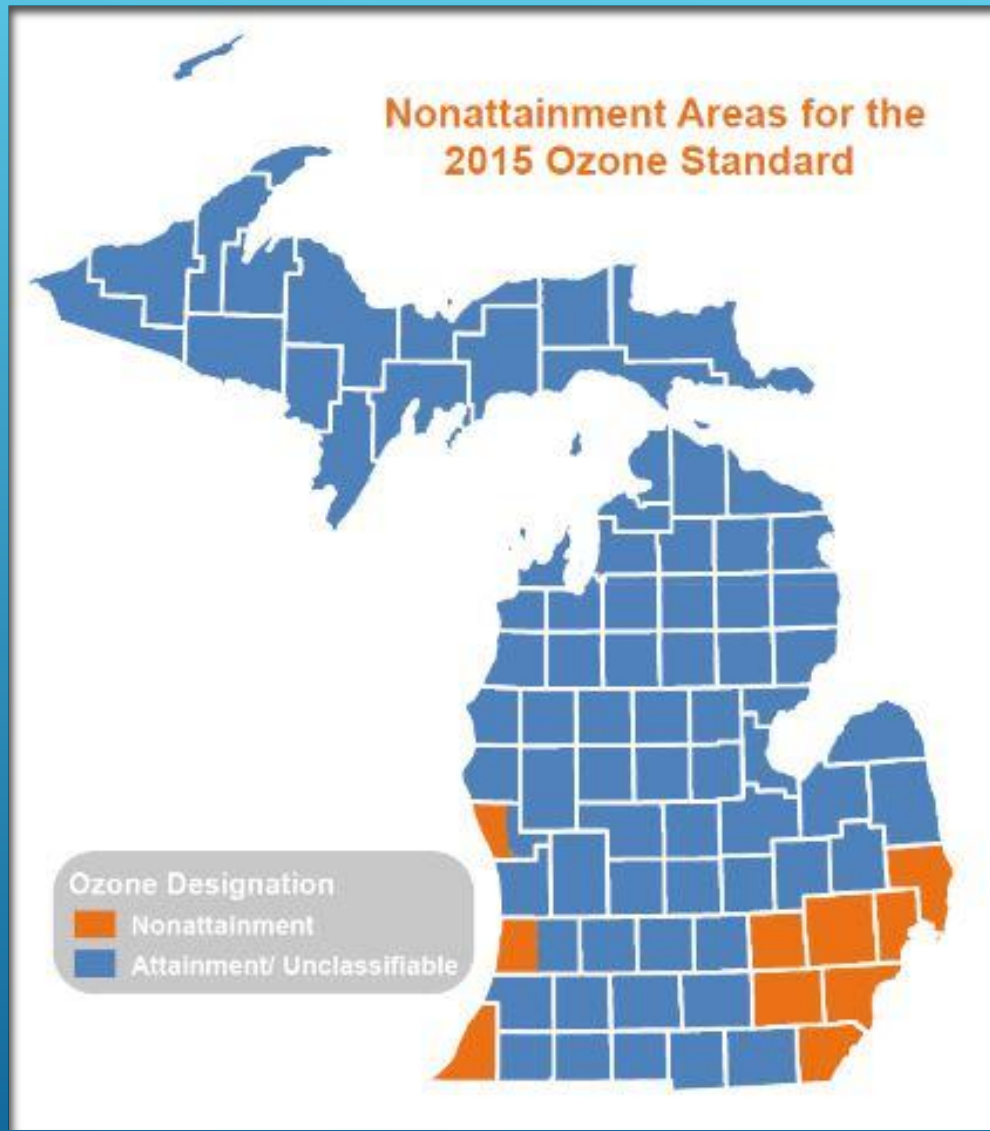 Nonattainment Areas for the
2015 Ozone Standard
Ozone Designation
Nonattainment
Attainment/ Unclassifiable